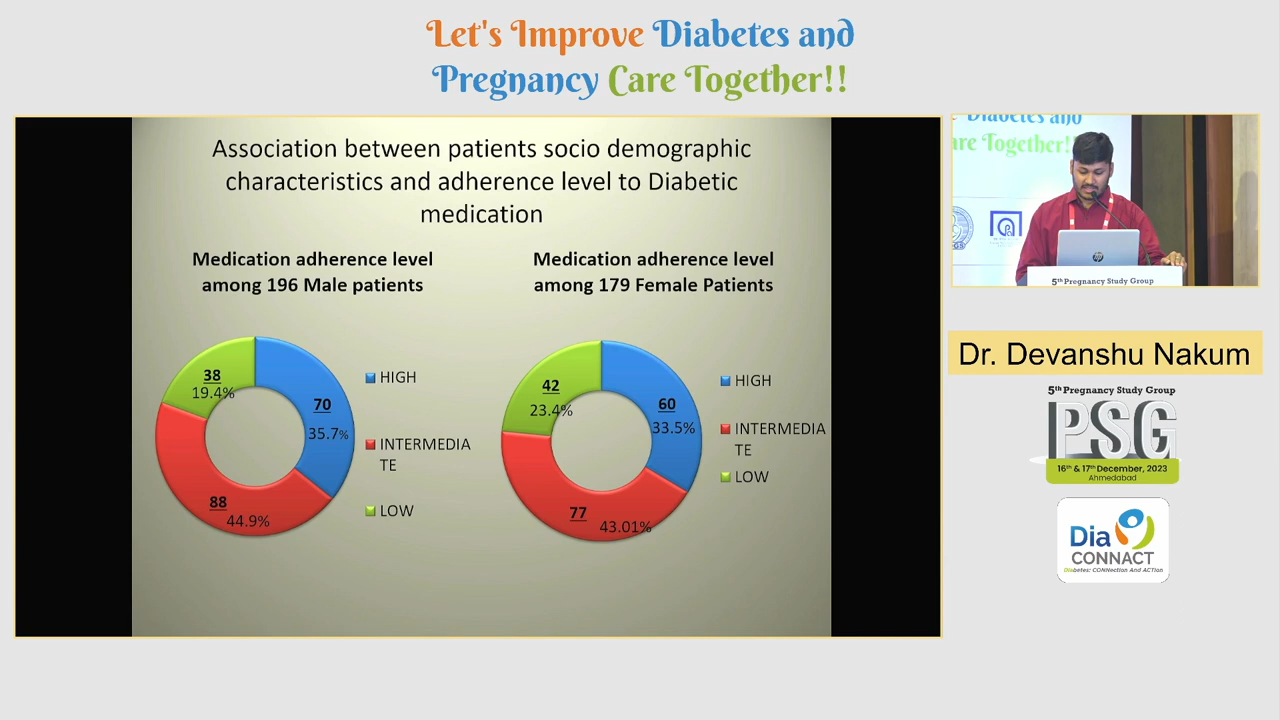 Let's Improve Diabetes and
Pregnancy Care Together!!
Association between patients socio demographic
characteristics and adherence level to Diabetic
medication
Medication adherence level
among 196 Male patients
38
19.4%
70
35.7%
88
44.9%
HIGH
INTERMEDIA
TE
LOW
Medication adherence level
among 179 Female Patients
42
23.4%
60
33.5%
77
43.01%
HIGH
INTERMEDIA
TE
LOW
Diabetes and
are Together!!
hp
5th Pregnancy Study Group
Dr. Devanshu Nakum
5th Pregnancy Study Group
PSG
16th & 17th December, 2023
Ahmedabad
Dia
CONNACT
Diabetes: CONNection And ACTion